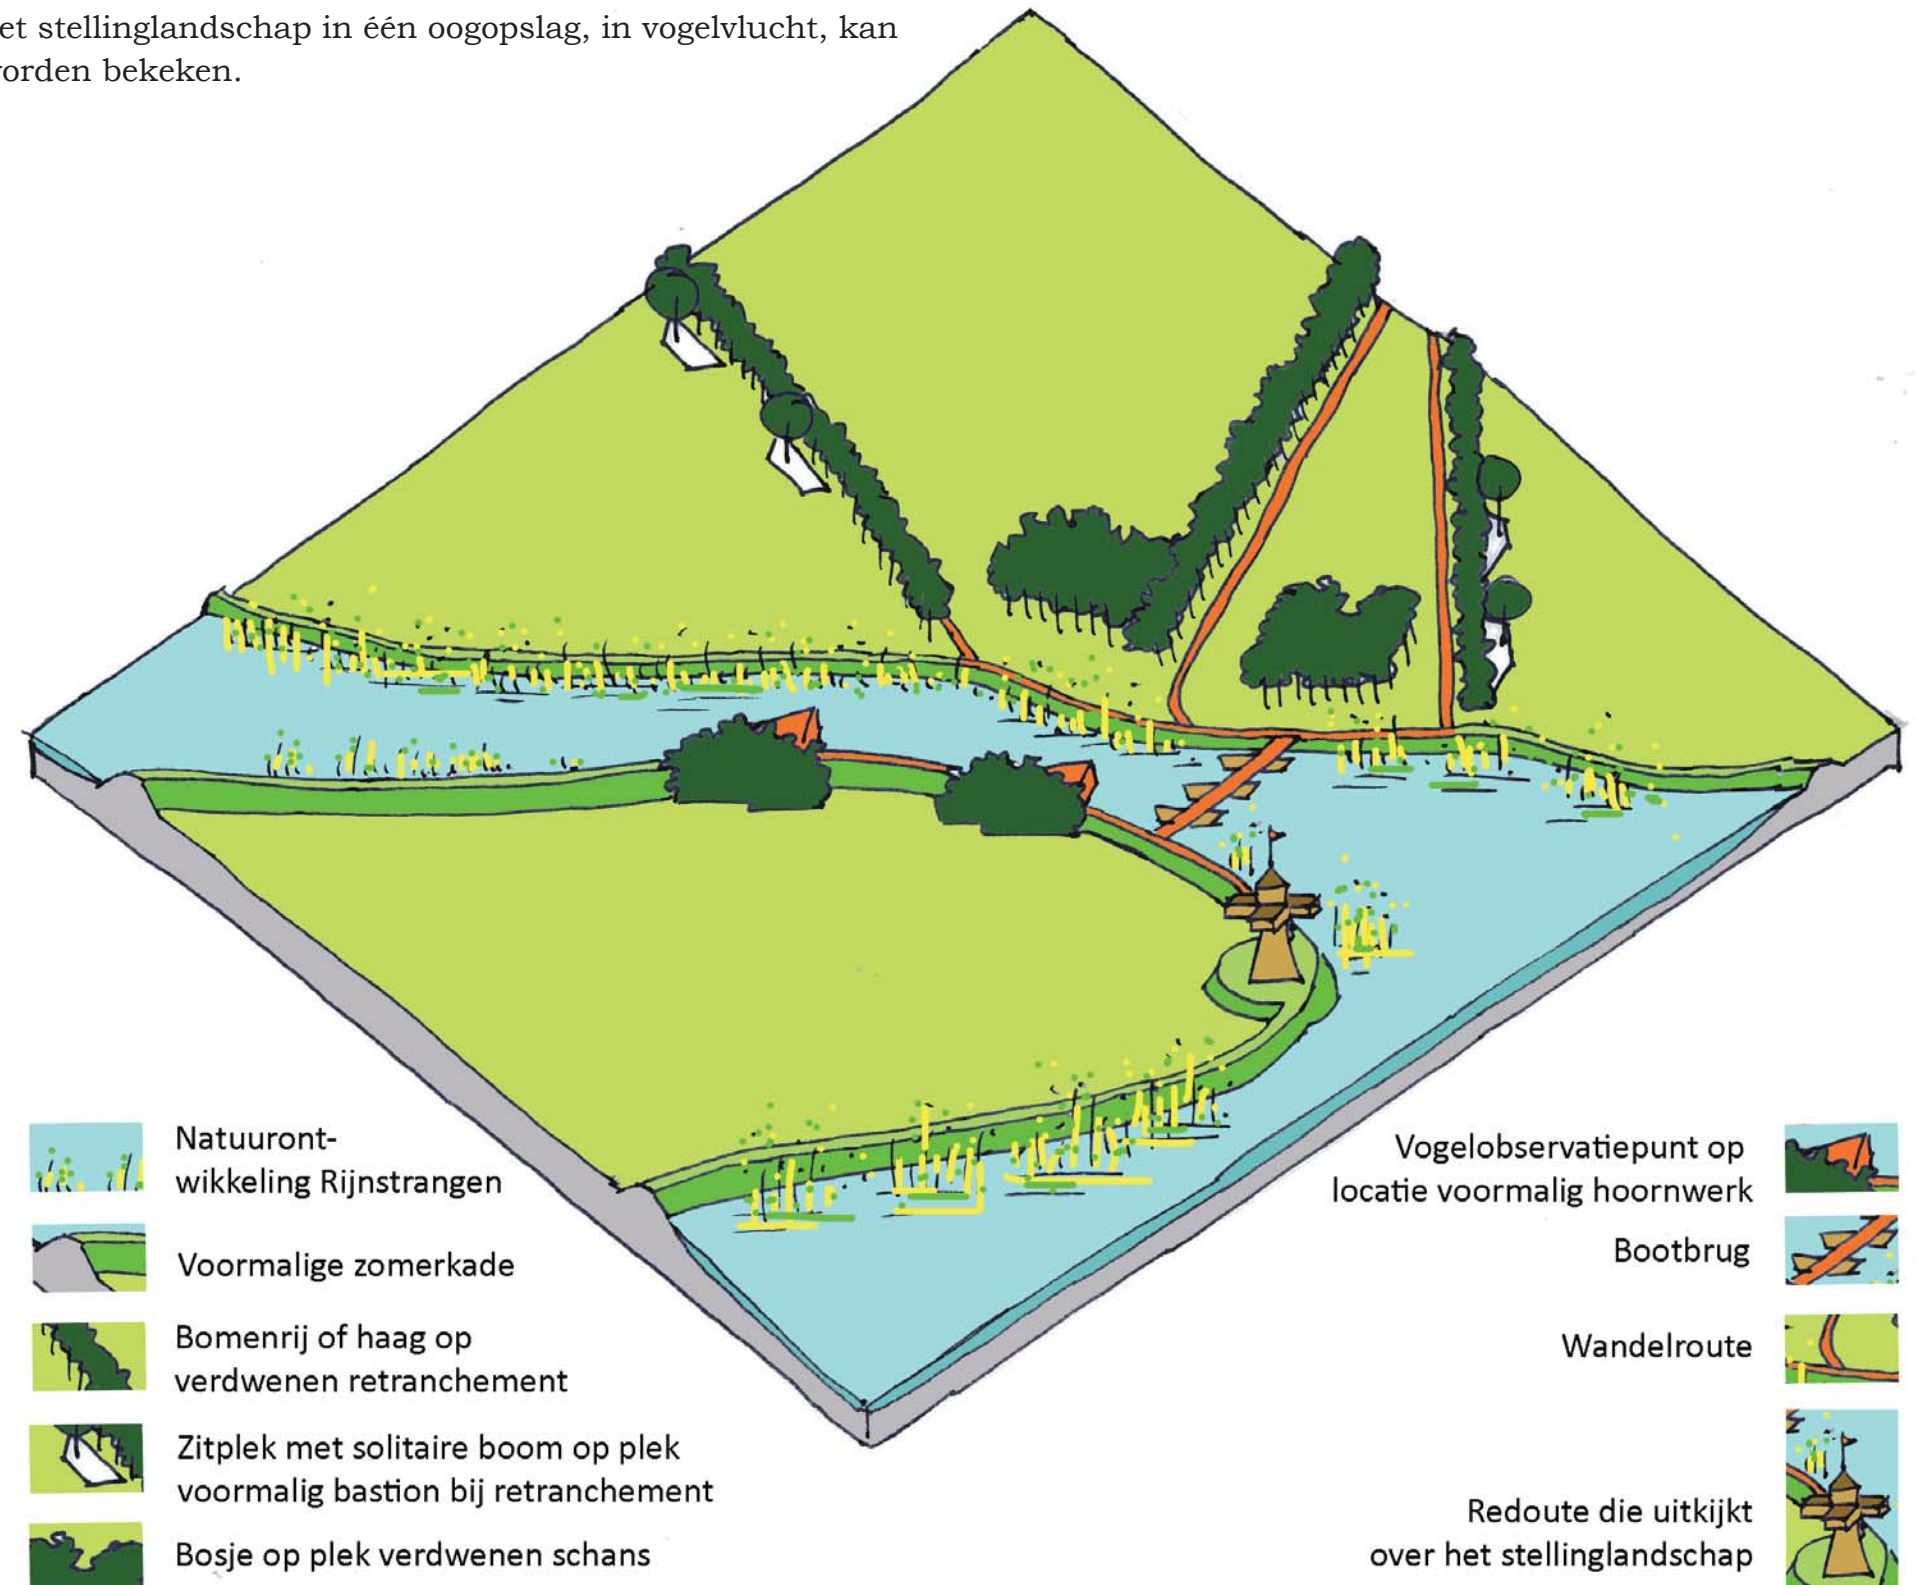 et stellinglandschap in één oogopslag, in vogelvlucht, kan
orden bekeken.
Natuuront-
wikkeling Rijnstrangen
Voormalige zomerkade
Bomenrij of haag op
verdwenen retranchement
Zitplek met solitaire boom op plek
voormalig bastion bij retranchement
Bosje op plek verdwenen schans
Vogelobservatiepunt op
locatie voormalig hoornwerk
Bootbrug
Wandelroute
Redoute die uitkijkt
over het stellinglandschap